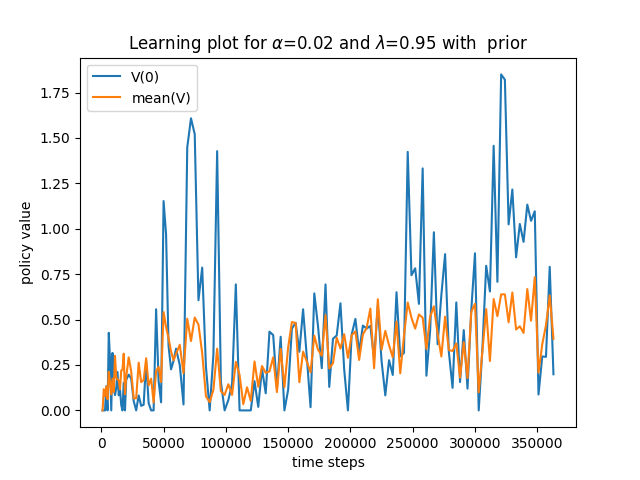 Learning plot for α=0.02 and λ=0.95 with  prior
V(0)
mean(V)
policy value
1.75
1.50
1.25
1.00
0.75
0.50
0.25
0.00
0 50000 100000 150000 200000 250000 300000 350000
time steps